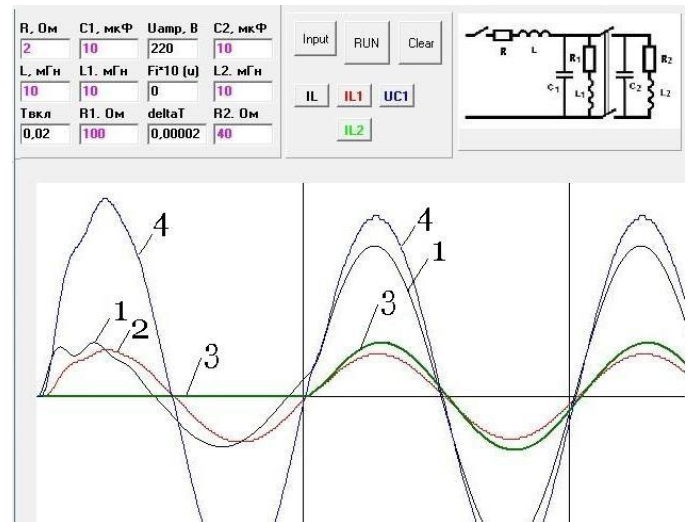 R, Ом C1, мкФ Uamp, В C2, мкФ
2 10 220 10
L, мГн L1. мГн Fi*10 (u) L2. мГн
10 10 0 10
Твкл R1. Ом deltaT R2. Ом
0,02 100 0,00002 40
Input RUN Clear
IL IL1 UC1
IL2
R L R1 C1 L1 C2 R2 L2
4
1 2
3
4
1
3